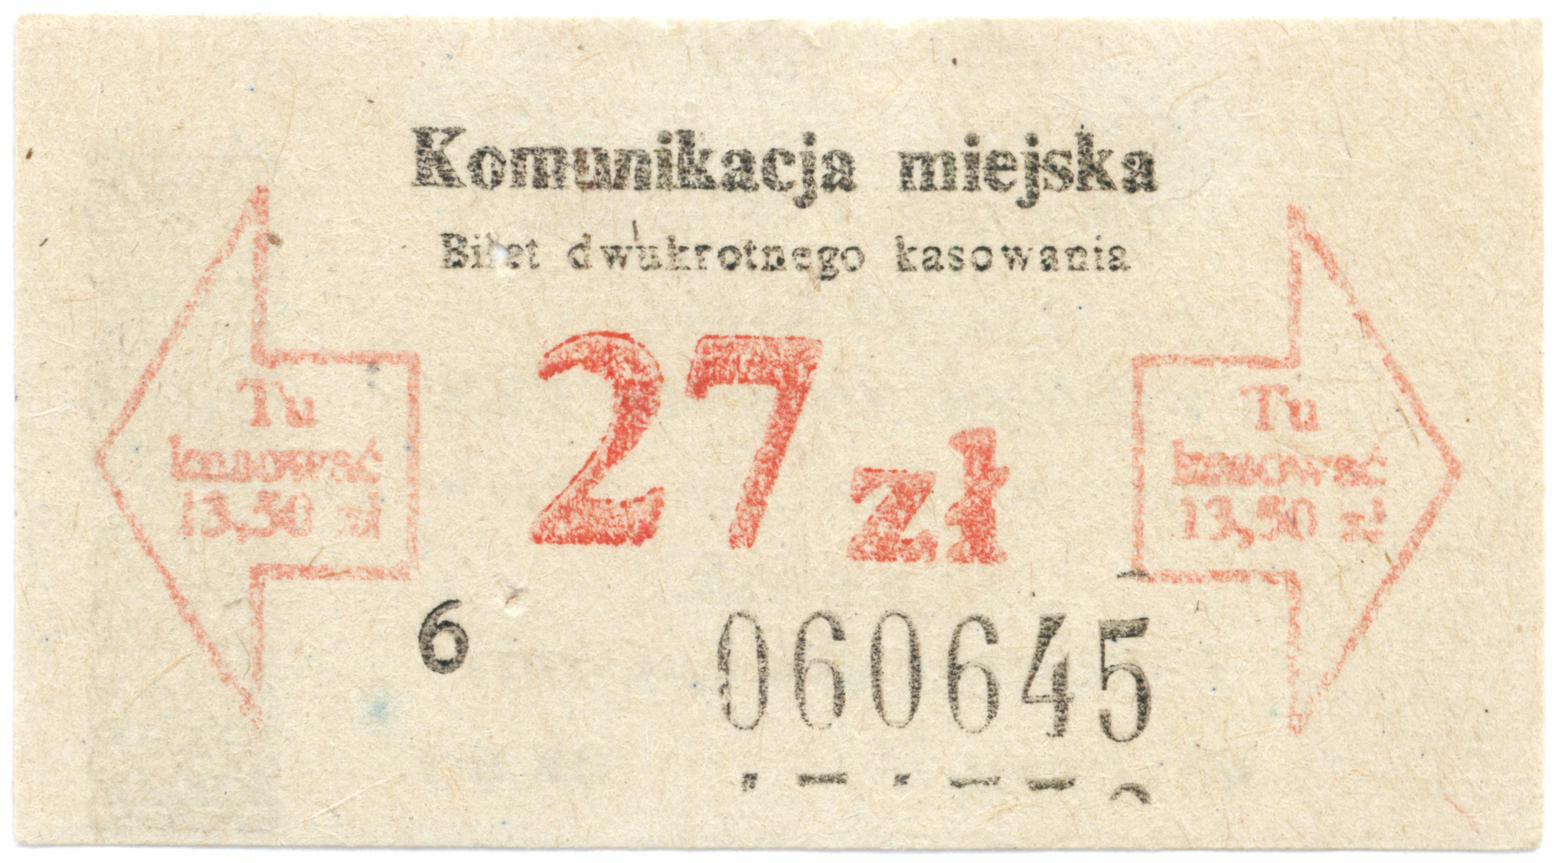 Komunikacja miejska
Bilet dwukrotnego kasowania
27 zł
Tu
kasować
13,50 zł
Tu
kasować
13,50 zł
6
060645